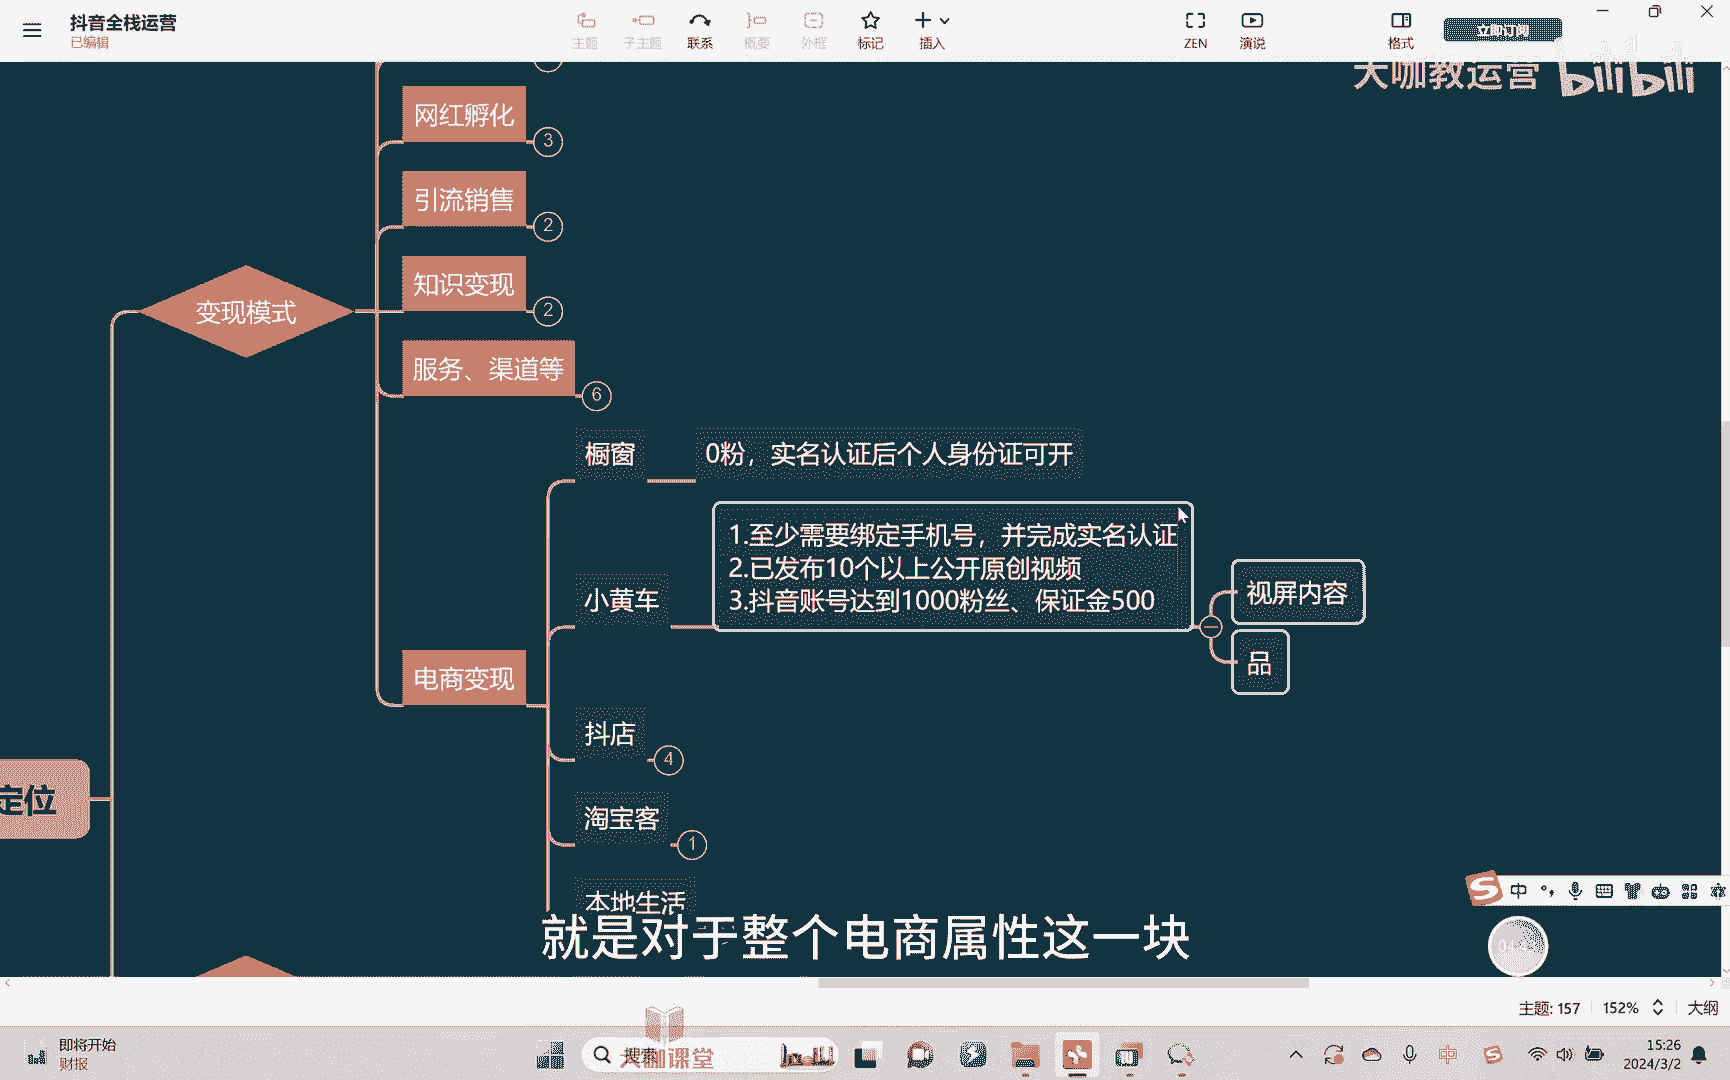 抖音全栈运营
已编辑
主题
子主题
联系
概要
外框
标记
插入
ZEN
演说
格式
立即订阅
大咖教运营 bilibili
网红孵化
3
引流销售
2
知识变现
2
变现模式
服务、渠道等
6
橱窗
0粉，实名认证后个人身份证可开
1.至少需要绑定手机号，并完成实名认证
2.已发布10个以上公开原创视频
3.抖音账号达到1000粉丝、保证金500
小黄车
视屏内容
品
电商变现
抖店
4
定位
淘宝客
1
本地生活
中
就是对于整个电商属性这一块
主题: 157
152%
大纲
即将开始
财报
搜索
大咖课堂
中
15:26
2024/3/2